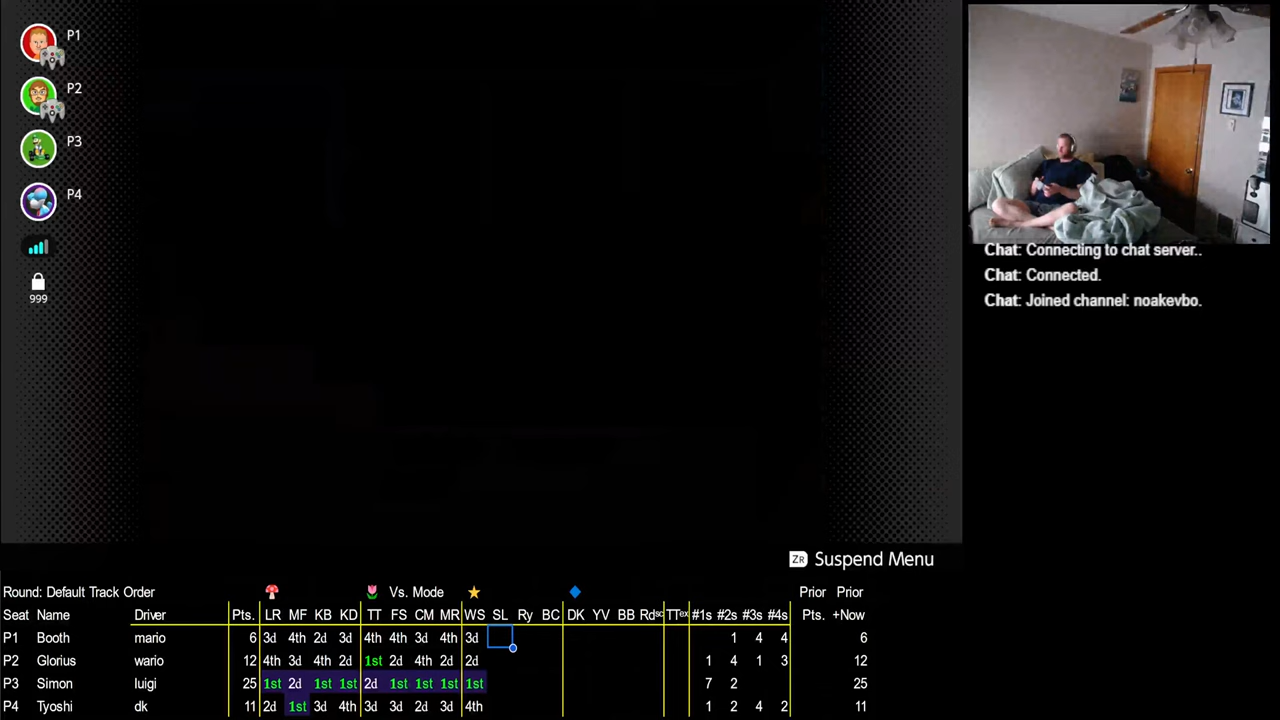 P1
P2
P3
P4
999
Chat: Connecting to chat server..
Chat: Connected.
Chat: Joined channel: noakevbo.
ZR Suspend Menu
Round: Default Track Order Vs. Mode Prior Prior
Seat Name Driver Pts. LR MF KB KD TT FS CM MR WS SL Ry BC DK YV BB Rdsc TTex #1s #2s #3s #4s Pts. +Now
P1 Booth mario 6 3d 4th 2d 3d 4th 4th 3d 4th 3d 1 4 4 6
P2 Glorius wario 12 4th 3d 4th 2d 1st 2d 4th 2d 2d 1 4 1 3 12
P3 Simon luigi 25 1st 2d 1st 1st 2d 1st 1st 1st 1st 7 2 25
P4 Tyoshi dk 11 2d 1st 3d 4th 3d 3d 2d 3d 4th 1 2 4 2 11